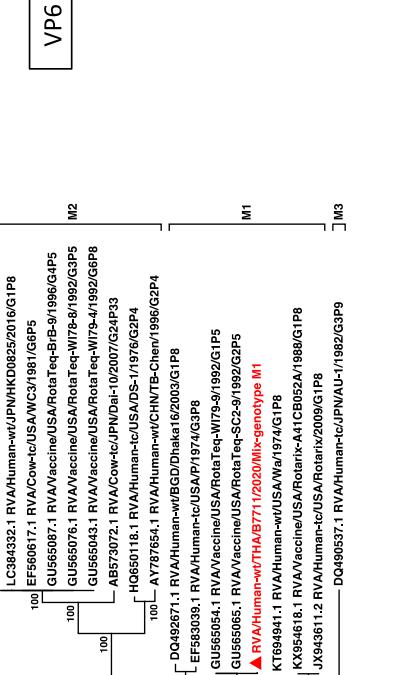 VP6
M2
M1
M3
LC384332.1 RVA/Human-wt/JPN/HKD0825/2016/G1P8
EF560617.1 RVA/Cow-tc/USA/WC3/1981/G6P5
GU565087.1 RVA/Vaccine/USA/RotaTeq-BrB-9/1996/G4P5
GU565076.1 RVA/Vaccine/USA/RotaTeq-WI78-8/1992/G3P5
GU565043.1 RVA/Vaccine/USA/RotaTeq-WI79-4/1992/G6P8
AB573072.1 RVA/Cow-tc/JPN/Dai-10/2007/G24P33
HQ650118.1 RVA/Human-tc/USA/DS-1/1976/G2P4
AY787654.1 RVA/Human-wt/CHN/TB-Chen/1996/G2P4
DQ492671.1 RVA/Human-wt/BGD/Dhaka16/2003/G1P8
EF583039.1 RVA/Human-tc/USA/P/1974/G3P8
GU565054.1 RVA/Vaccine/USA/RotaTeq-WI79-9/1992/G1P5
GU565065.1 RVA/Vaccine/USA/RotaTeq-SC2-9/1992/G2P5
RVA/Human-wt/THA/B7711/2020/Mix-genotype M1
KT694941.1 RVA/Human-wt/USA/Wa/1974/G1P8
KX954618.1 RVA/Vaccine/USA/Rotarix-A41CB052A/1988/G1P8
JX943611.2 RVA/Human-tc/USA/Rotarix/2009/G1P8
DQ490537.1 RVA/Human-tc/JPN/AU-1/1982/G3P9
100
100
100
100